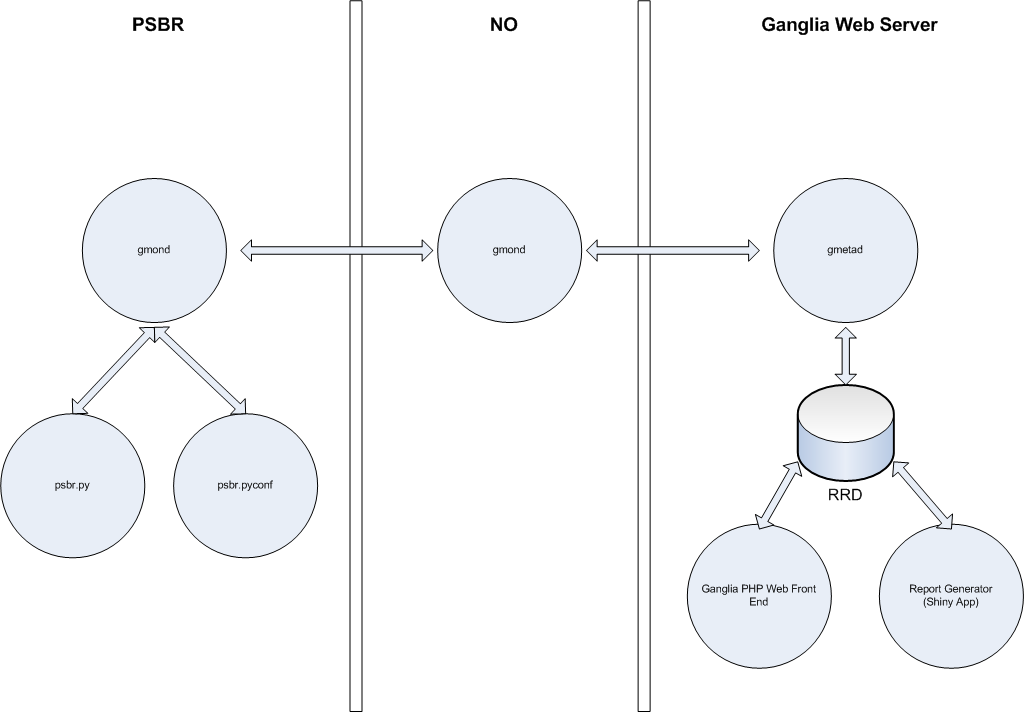 PSBR
NO
Ganglia Web Server
gmond
gmond
gmetad
psbr.py
psbr.pyconf
RRD
Ganglia PHP Web Front
End
Report Generator
(Shiny App)